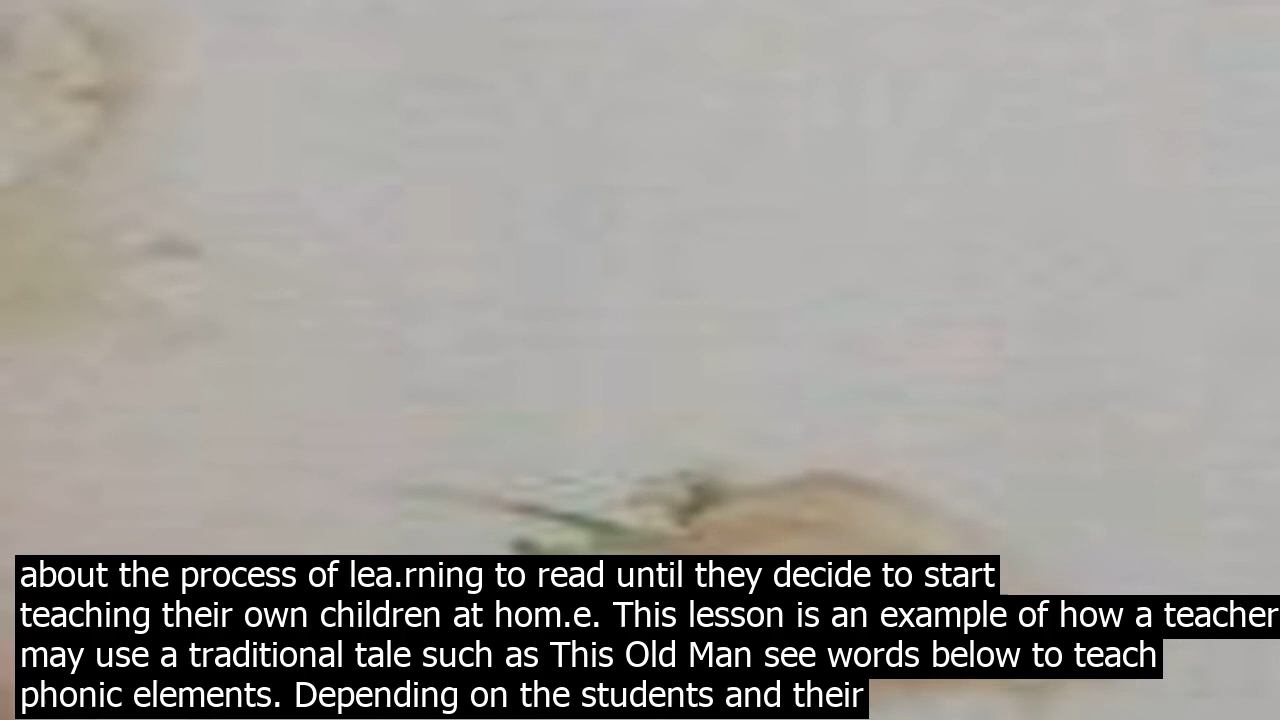 about the process of lea.rning to read until they decide to start
teaching their own children at hom.e. This lesson is an example of how a teacher
may use a traditional tale such as This Old Man see words below to teach
phonic elements. Depending on the students and their